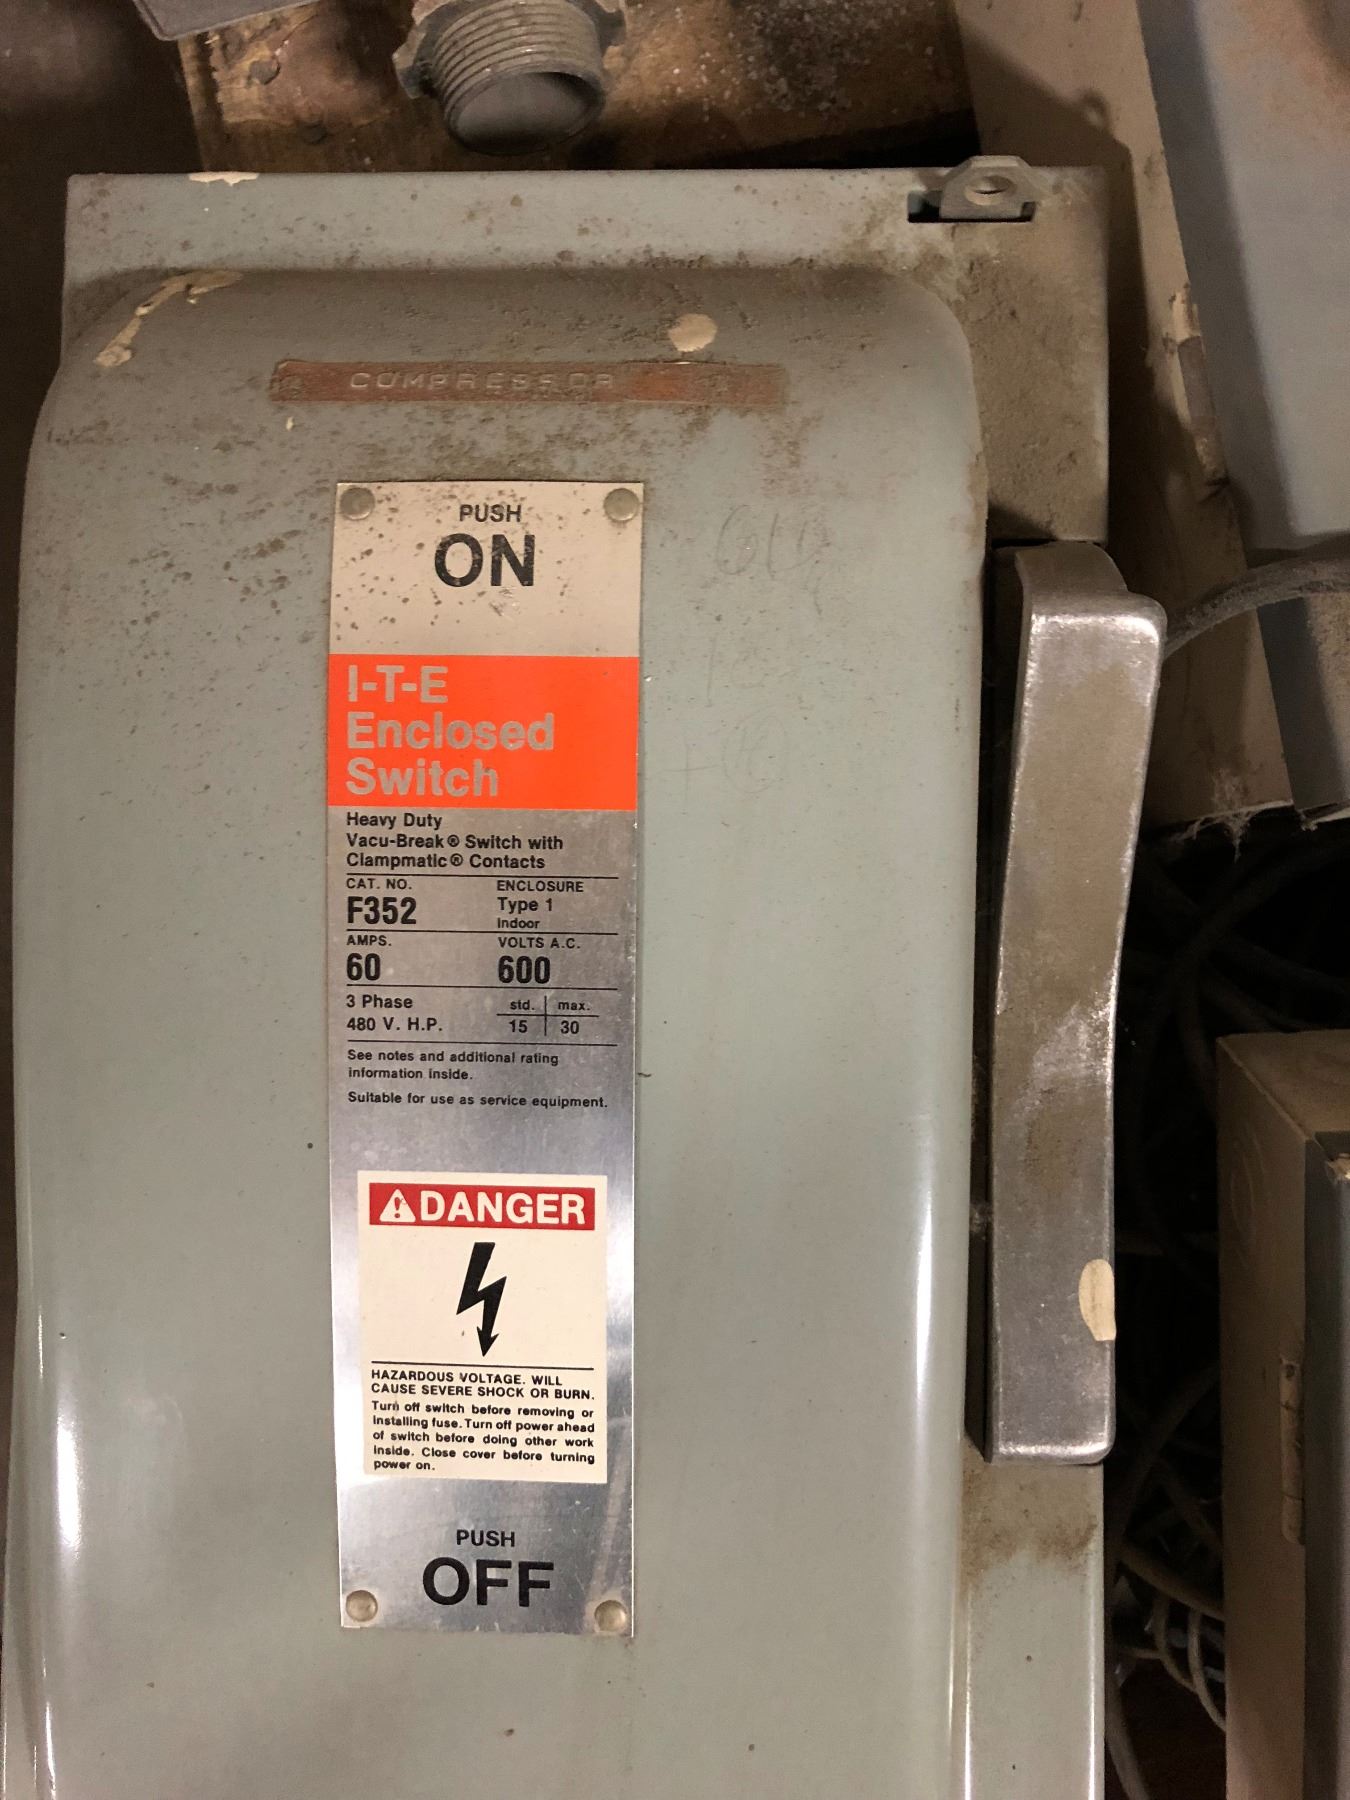 COMPRESSOR
PUSH
ON
I-T-E
Enclosed
Switch
Heavy Duty
Vacu-Break® Switch with
Clampmatic® Contacts
CAT. NO. ENCLOSURE
F352 Type 1
Indoor
AMPS. VOLTS A.C.
60 600
3 Phase std. max.
480 V. H.P. 15 30
See notes and additional rating
information inside.
Suitable for use as service equipment.
DANGER
HAZARDOUS VOLTAGE. WILL
CAUSE SEVERE SHOCK OR BURN.
Turn off switch before removing or
installing fuse. Turn off power ahead
of switch before doing other work
inside. Close cover before turning
power on.
PUSH
OFF